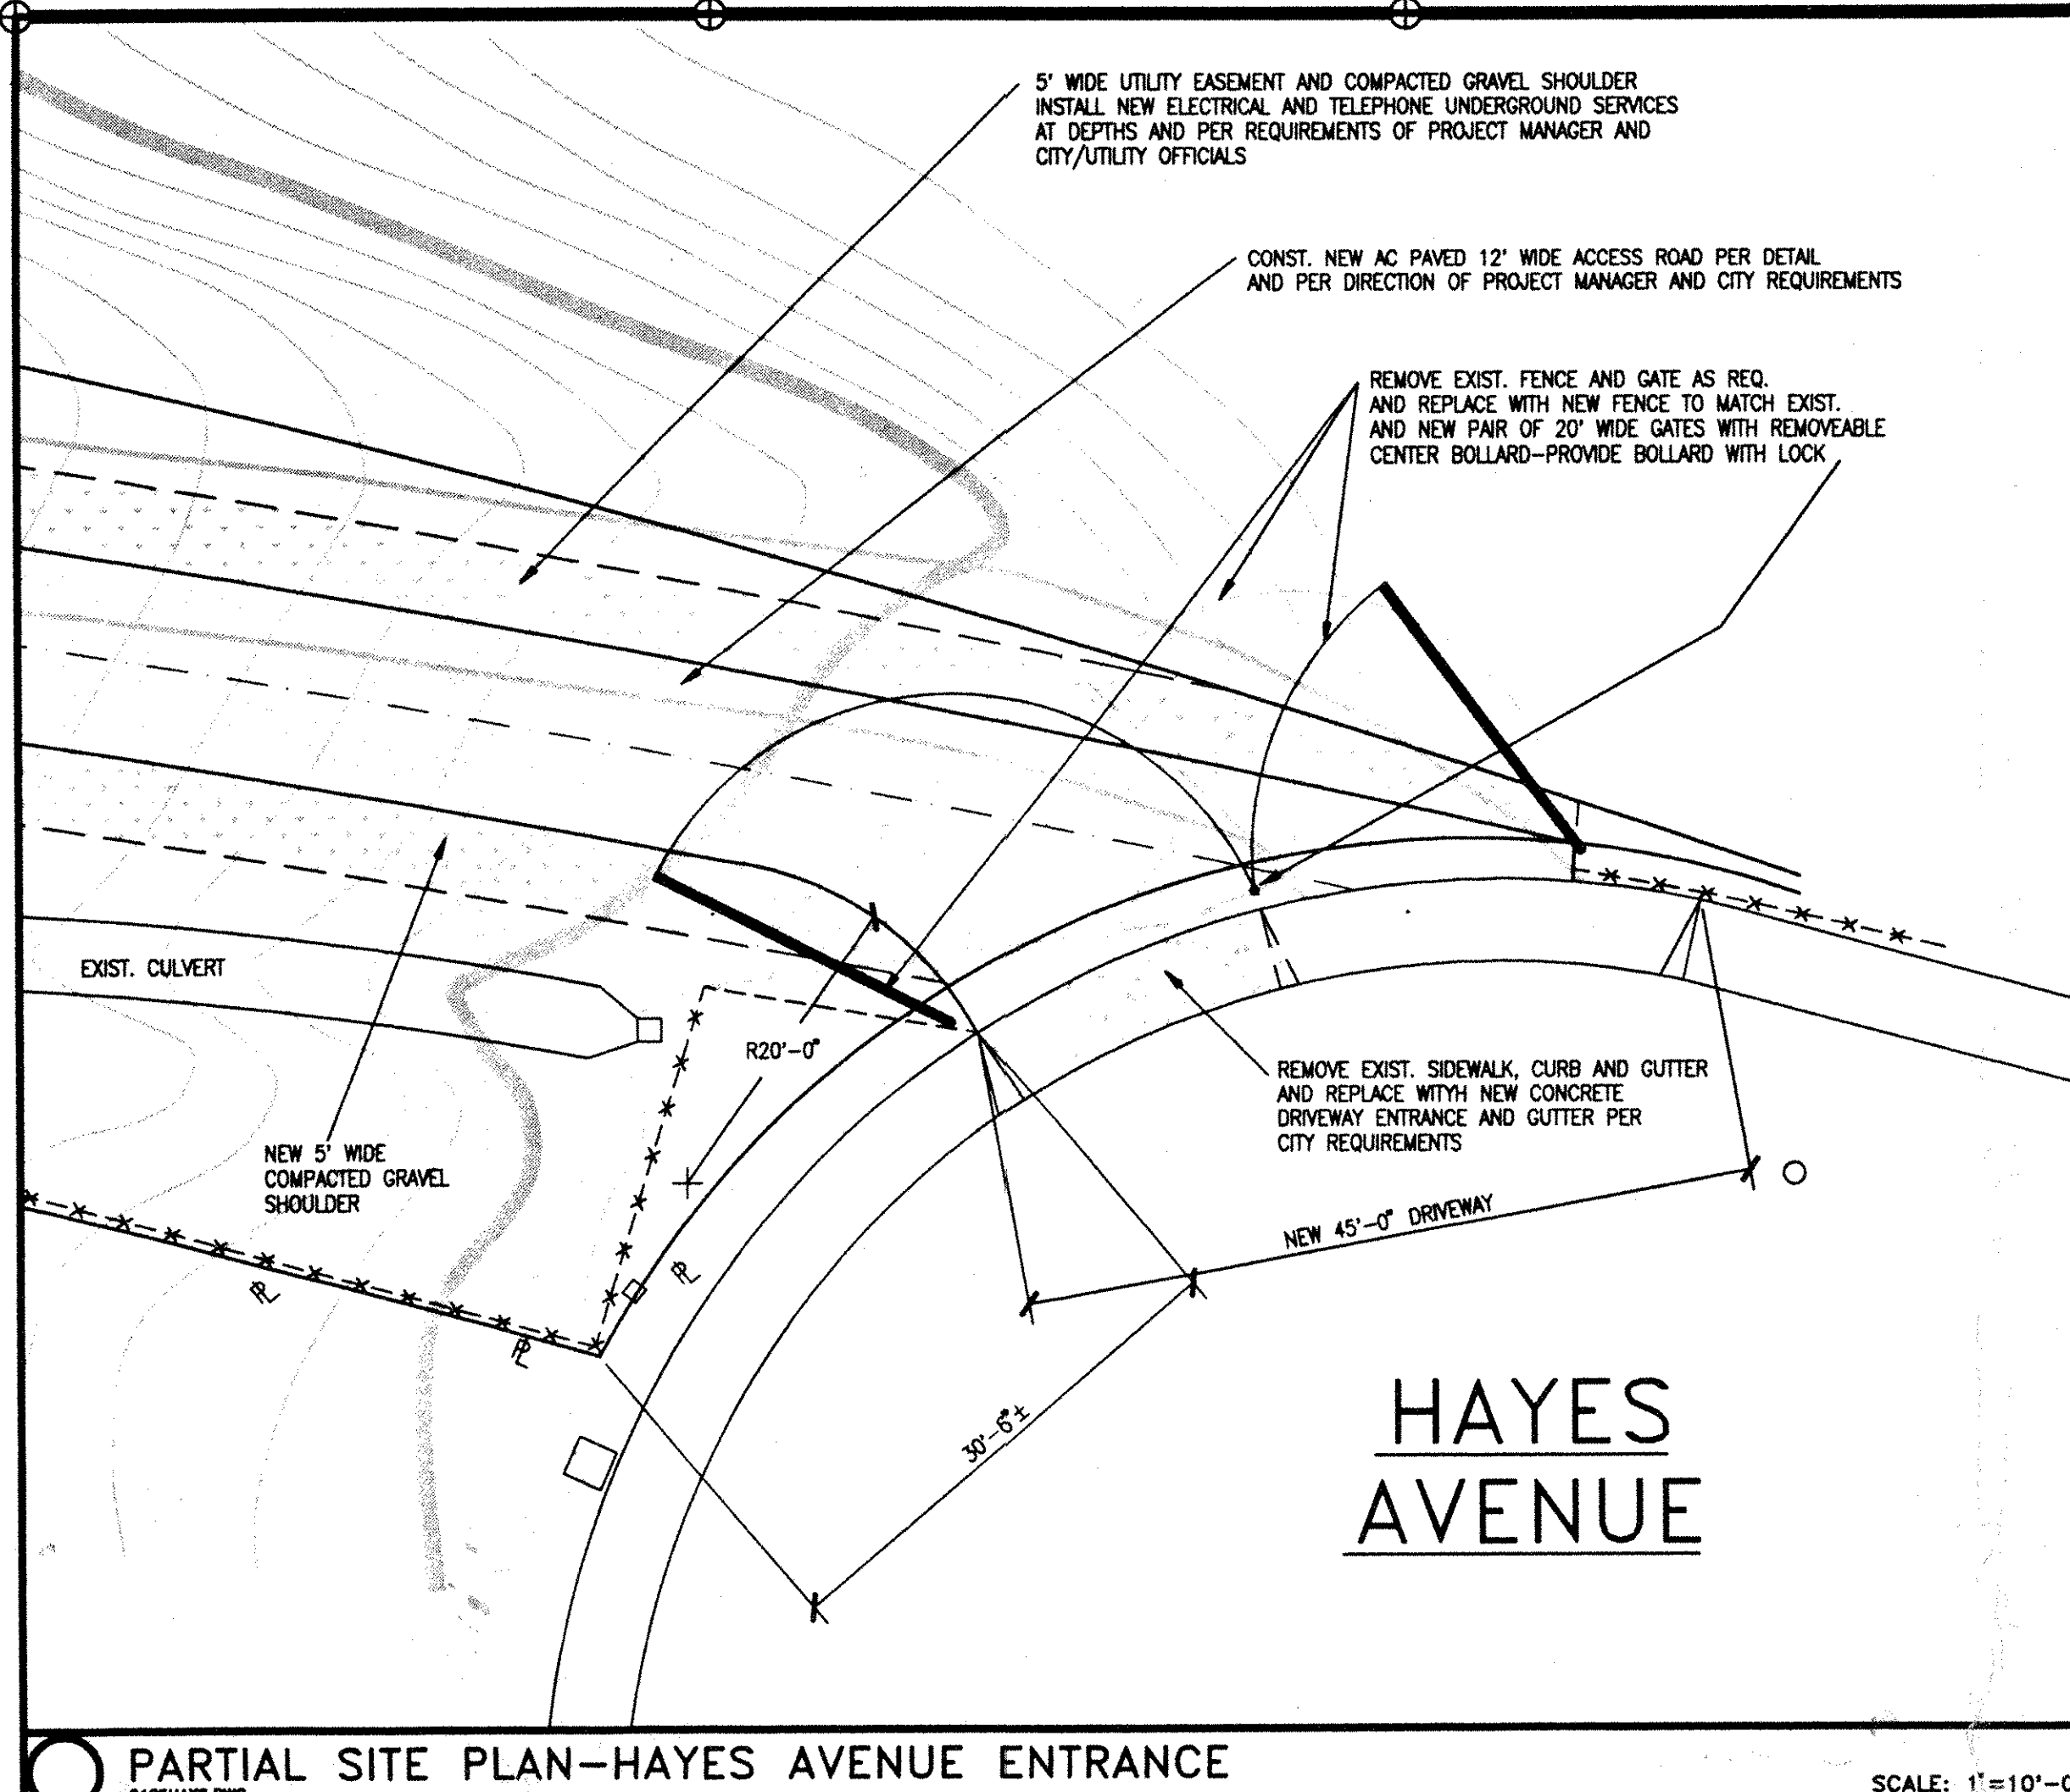 5' WIDE UTILITY EASEMENT AND COMPACTED GRAVEL SHOULDER
INSTALL NEW ELECTRICAL AND TELEPHONE UNDERGROUND SERVICES
AT DEPTHS AND PER REQUIREMENTS OF PROJECT MANAGER AND
CITY/UTILITY OFFICIALS
CONST. NEW AC PAVED 12' WIDE ACCESS ROAD PER DETAIL
AND PER DIRECTION OF PROJECT MANAGER AND CITY REQUIREMENTS
REMOVE EXIST. FENCE AND GATE AS REQ.
AND REPLACE WITH NEW FENCE TO MATCH EXIST.
AND NEW PAIR OF 20' WIDE GATES WITH REMOVEABLE
CENTER BOLLARD-PROVIDE BOLLARD WITH LOCK
EXIST. CULVERT
R20'-0"
REMOVE EXIST. SIDEWALK, CURB AND GUTTER
AND REPLACE WITYH NEW CONCRETE
DRIVEWAY ENTRANCE AND GUTTER PER
CITY REQUIREMENTS
NEW 5' WIDE
COMPACTED GRAVEL
SHOULDER
NEW 45'-0" DRIVEWAY
PL
PL
PL
30'-6"±
HAYES
AVENUE
PARTIAL SITE PLAN-HAYES AVENUE ENTRANCE
SCALE: 1"=10'-0